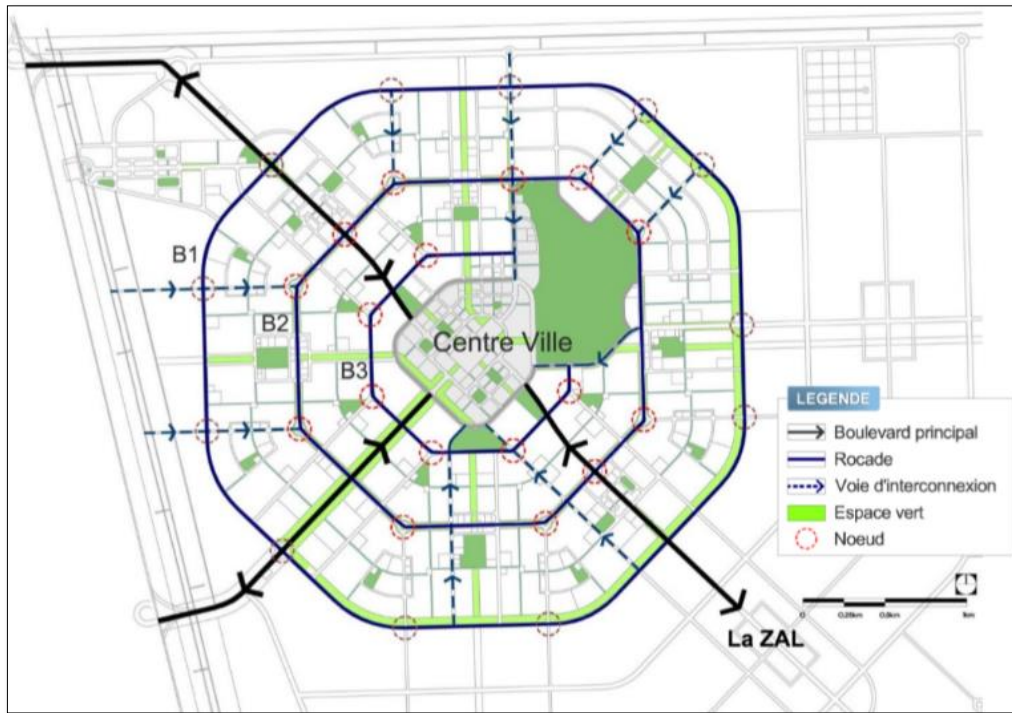 B1
B2
B3
Centre Ville
La ZAL
LEGENDE
Boulevard principal
Rocade
Voie d'interconnexion
Espace vert
Noeud
0 0,25km 0,5km 1km